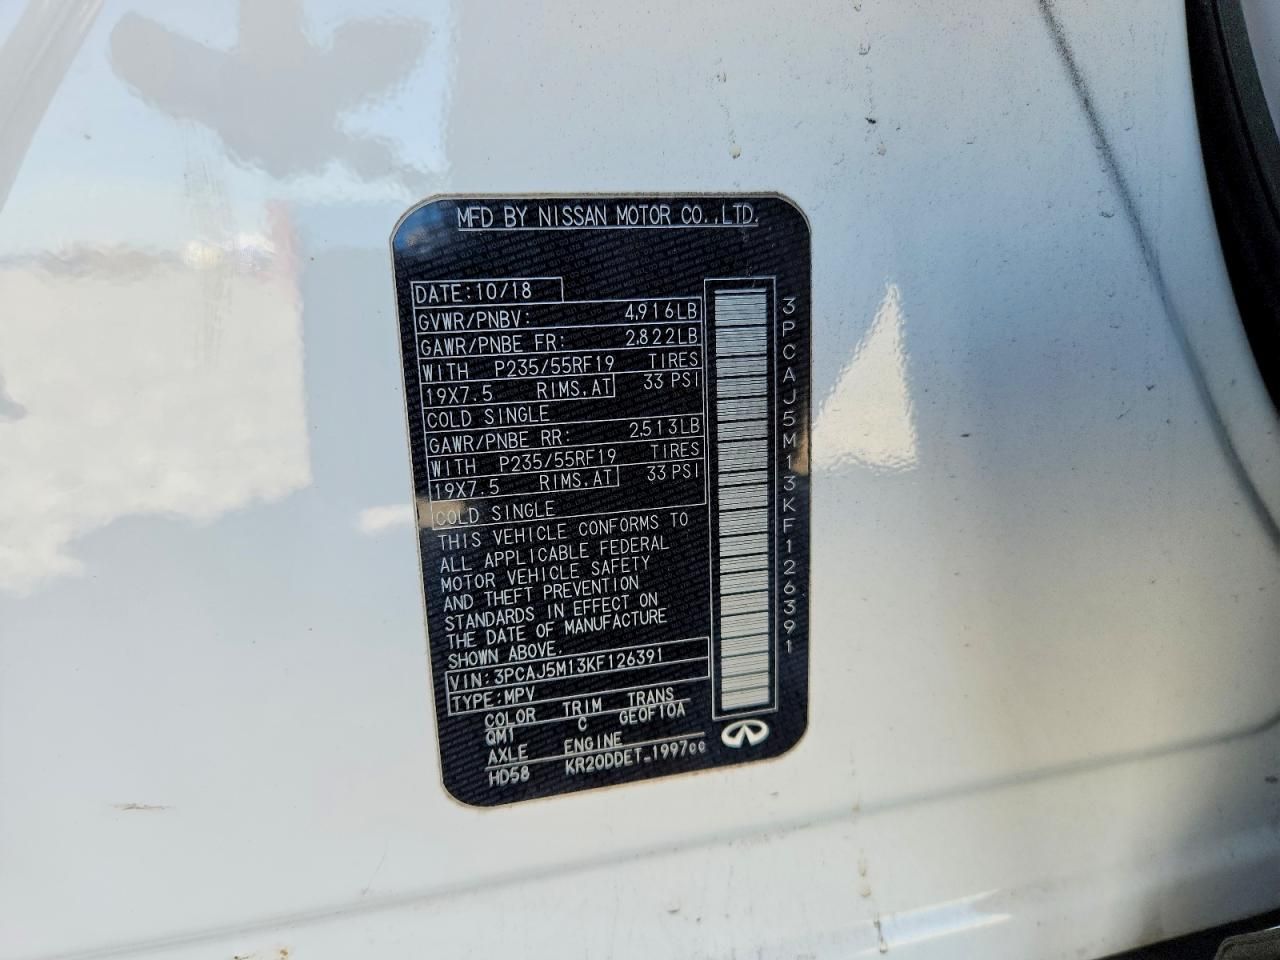 MFD BY NISSAN MOTOR CO.,LTD.
DATE:10/18
GVWR/PNBV: 4,916LB
GAWR/PNBE FR: 2,822LB
WITH P235/55RF19 TIRES
19X7.5 RIMS,AT 33 PSI
COLD SINGLE
GAWR/PNBE RR: 2,513LB
WITH P235/55RF19 TIRES
19X7.5 RIMS,AT 33 PSI
COLD SINGLE
THIS VEHICLE CONFORMS TO
ALL APPLICABLE FEDERAL
MOTOR VEHICLE SAFETY
AND THEFT PREVENTION
STANDARDS IN EFFECT ON
THE DATE OF MANUFACTURE
SHOWN ABOVE.
VIN:3PCAJ5M13KF126391
TYPE:MPV
COLOR TRIM TRANS
QM1 C GE0F10A
AXLE ENGINE
HD58 KR20DDET-1997cc
3PCAJ5M13KF126391